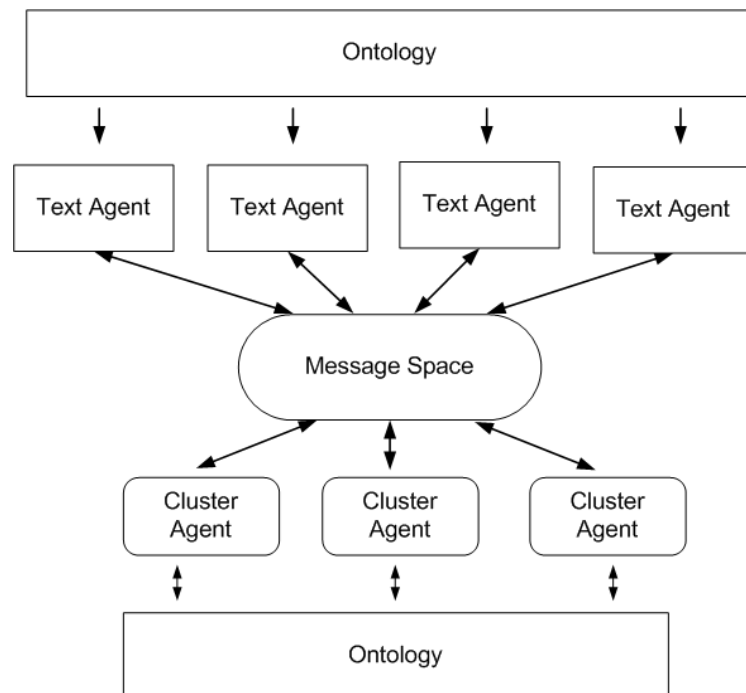 Ontology
Text Agent
Text Agent
Text Agent
Text Agent
Message Space
Cluster
Agent
Cluster
Agent
Cluster
Agent
Ontology